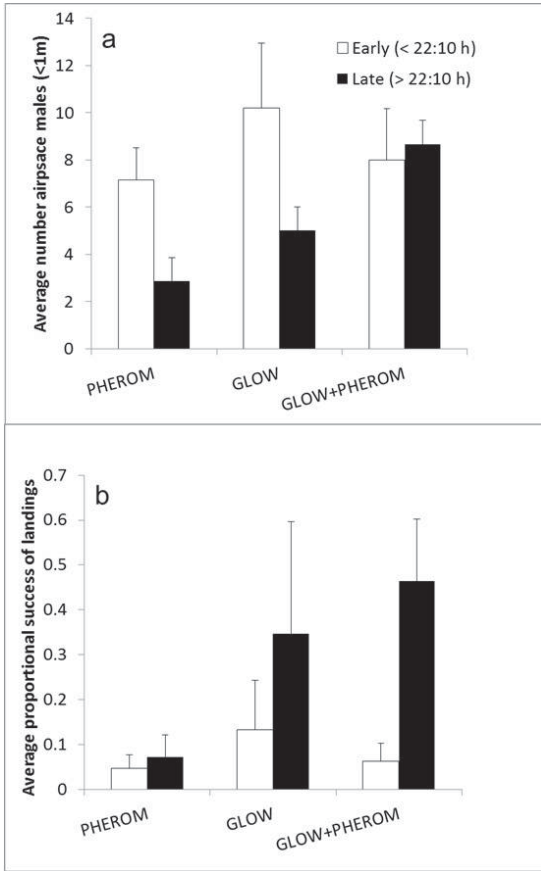 a
Average number airpsace males (<1m)
14
12
10
8
6
4
2
0
Early (< 22:10 h)
Late (> 22:10 h)
PHEROM
GLOW
GLOW+PHEROM
b
Average proportional success of landings
0.7
0.6
0.5
0.4
0.3
0.2
0.1
0
PHEROM
GLOW
GLOW+PHEROM